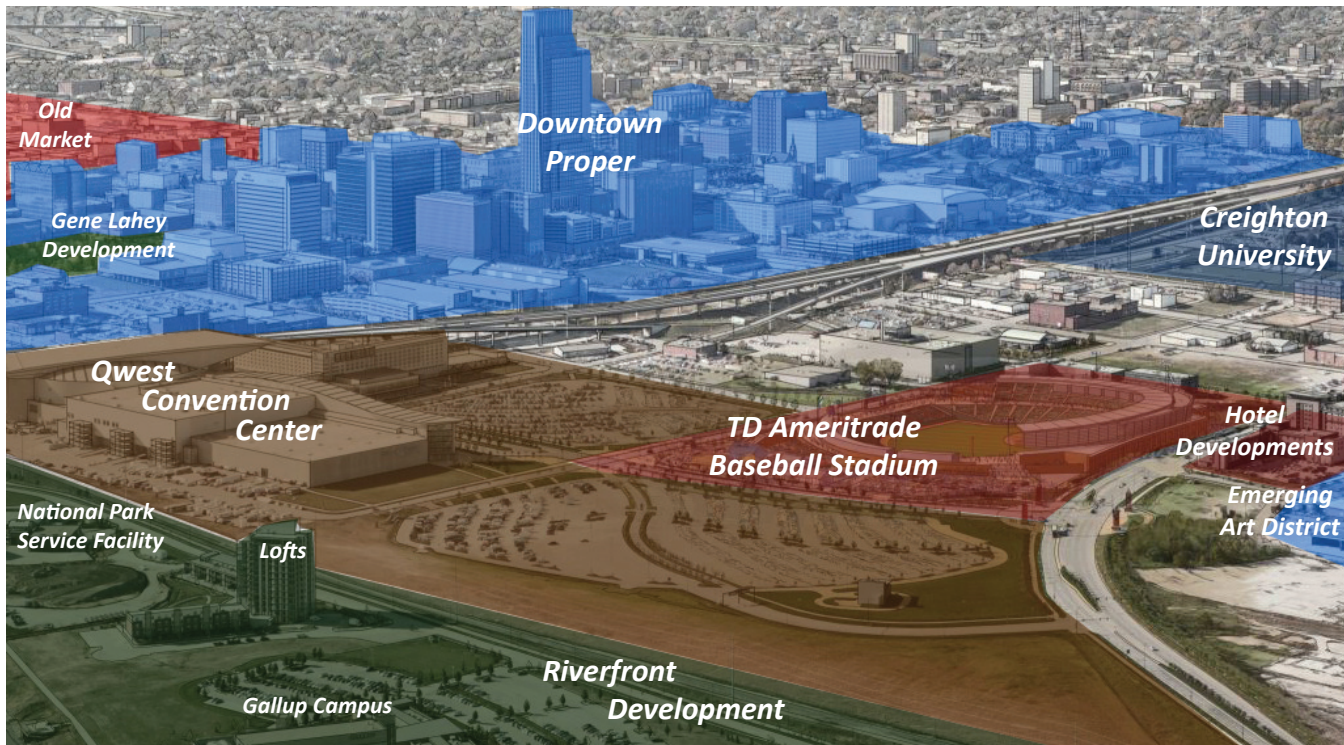 Old
Market
Downtown
Proper
Gene Lahey
Development
Creighton
University
Qwest
Convention
Center
TD Ameritrade
Baseball Stadium
Hotel
Developments
Emerging
Art District
National Park
Service Facility
Lofts
Riverfront
Development
Gallup Campus